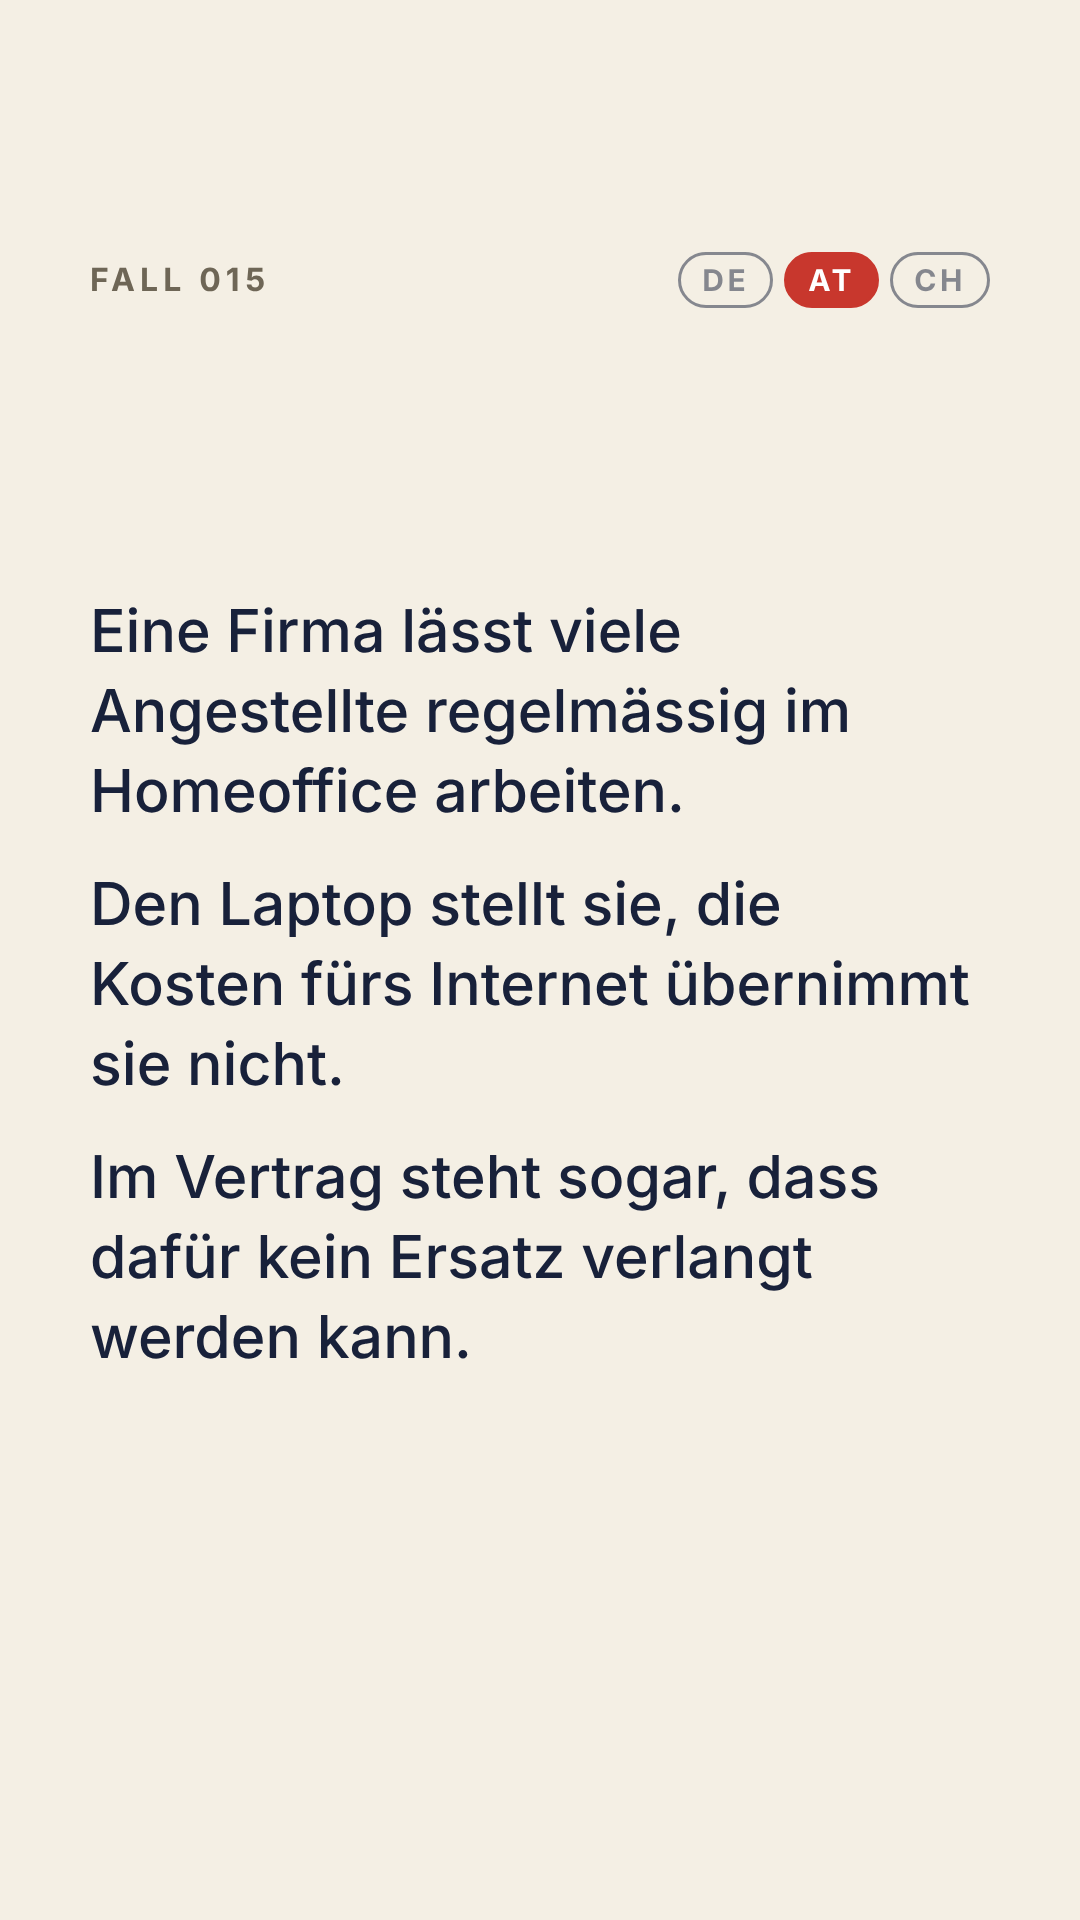 FALL 015
DE AT CH
Eine Firma lässt viele
Angestellte regelmässig im
Homeoffice arbeiten.
Den Laptop stellt sie, die
Kosten fürs Internet übernimmt
sie nicht.
Im Vertrag steht sogar, dass
dafür kein Ersatz verlangt
werden kann.